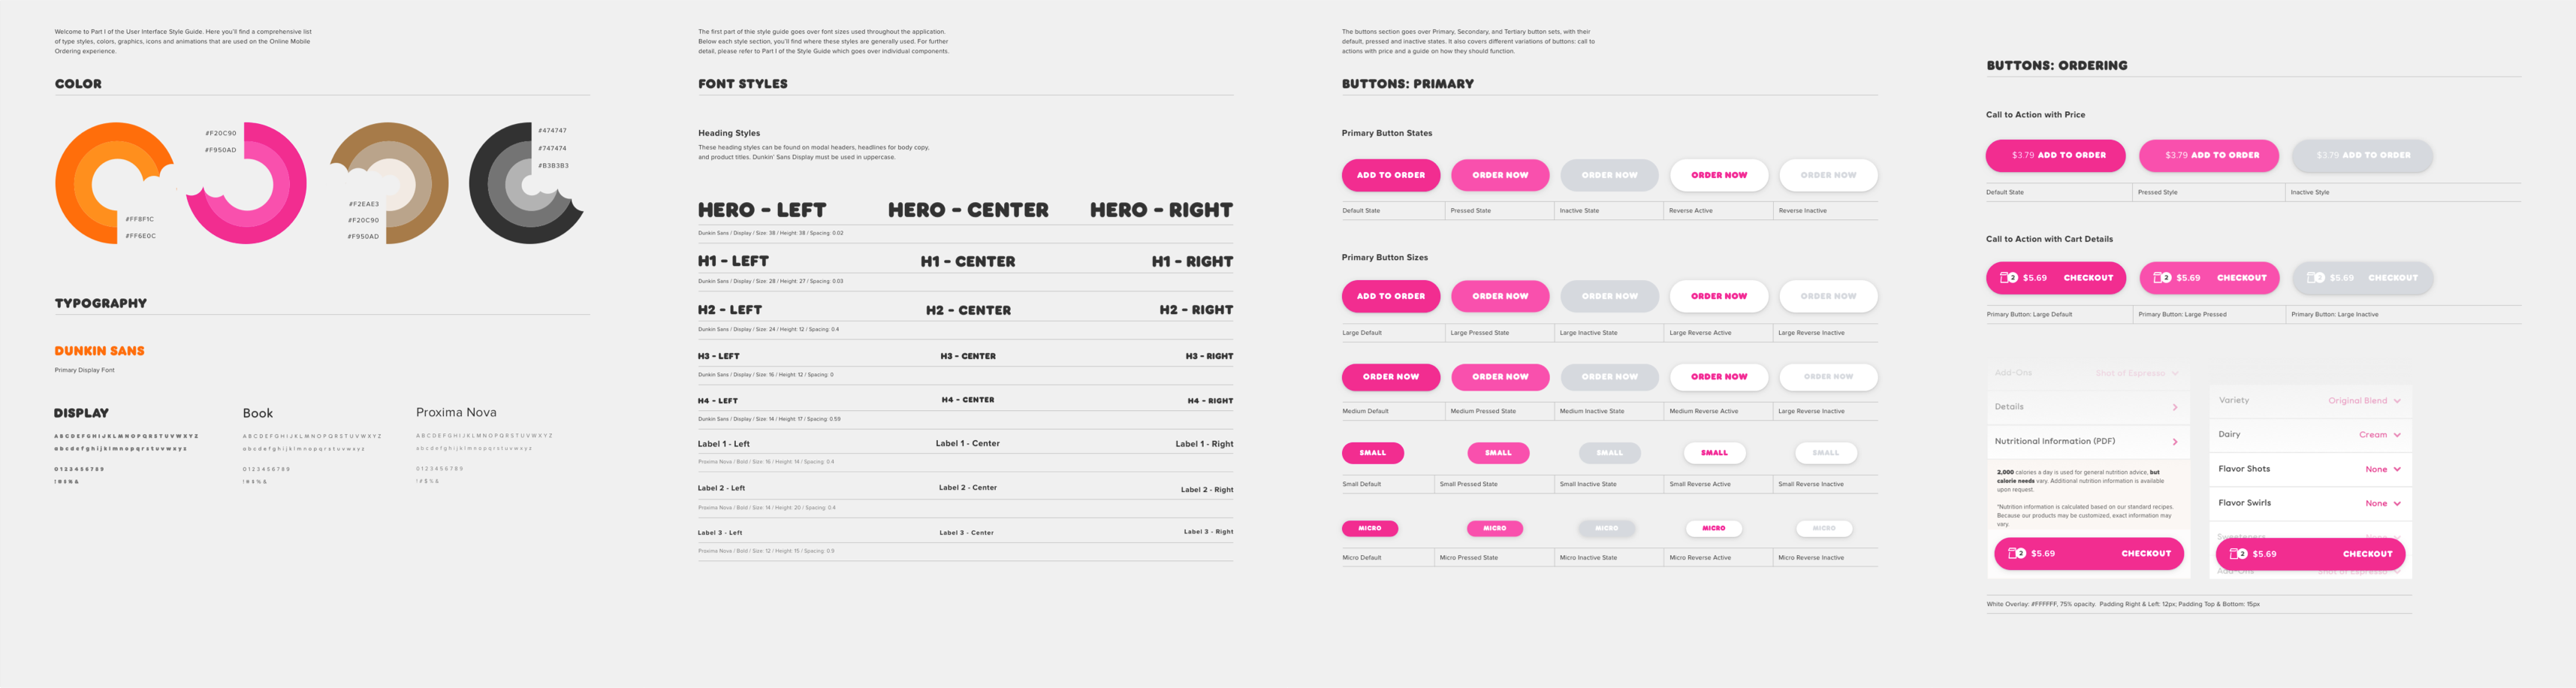 Welcome to Part I of the User Interface Style Guide. Here you'll find a comprehensive list
of type styles, colors, graphics, icons and animations that are used on the Online Mobile
Ordering experience.
COLOR
#F20C90
#F950AD
#FF8F1C
#FF6E0C
#F2EAE3
#F20C90
#F950AD
#474747
#747474
#B3B3B3
TYPOGRAPHY
DUNKIN SANS
Primary Display Font
DISPLAY
ABCDEFGHIJKLMNOPQRSTUVWXYZ
abcdefghijklmnopqrstuvwxyz
0123456789
!#$%&
Book
ABCDEFGHIJKLMNOPQRSTUVWXYZ
abcdefghijklmnopqrstuvwxyz
0123456789
!#$%&
Proxima Nova
ABCDEFGHIJKLMNOPQRSTUVWXYZ
abcdefghijklmnopqrstuvwxyz
0123456789
!#$%&
The first part of this style guide goes over font sizes used throughout the application.
Below each style section, you'll find where these styles are generally used. For further
detail, please refer to Part I of the Style Guide which goes over individual components.
FONT STYLES
Heading Styles
These heading styles can be found on modal headers, headlines for body copy,
and product titles. Dunkin' Sans Display must be used in uppercase.
HERO - LEFT HERO - CENTER HERO - RIGHT
Dunkin Sans / Display / Size: 38 / Height: 38 / Spacing: 0.02
H1 - LEFT H1 - CENTER H1 - RIGHT
Dunkin Sans / Display / Size: 28 / Height: 27 / Spacing: 0.03
H2 - LEFT H2 - CENTER H2 - RIGHT
Dunkin Sans / Display / Size: 24 / Height: 12 / Spacing: 0.4
H3 - LEFT H3 - CENTER H3 - RIGHT
Dunkin Sans / Display / Size: 16 / Height: 12 / Spacing: 0
H4 - LEFT H4 - CENTER H4 - RIGHT
Dunkin Sans / Display / Size: 14 / Height: 17 / Spacing: 0.59
Label 1 - Left Label 1 - Center Label 1 - Right
Proxima Nova / Bold / Size: 16 / Height: 14 / Spacing: 0.4
Label 2 - Left Label 2 - Center Label 2 - Right
Proxima Nova / Bold / Size: 14 / Height: 20 / Spacing: 0.4
Label 3 - Left Label 3 - Center Label 3 - Right
Proxima Nova / Bold / Size: 12 / Height: 15 / Spacing: 0.9
The buttons section goes over Primary, Secondary, and Tertiary button sets, with their
default, pressed and inactive states. It also covers different variations of buttons: call to
actions with price and a guide on how they should function.
BUTTONS: PRIMARY
Primary Button States
ADD TO ORDER ORDER NOW ORDER NOW ORDER NOW ORDER NOW
Default State Pressed State Inactive State Reverse Active Reverse Inactive
Primary Button Sizes
ADD TO ORDER ORDER NOW ORDER NOW ORDER NOW ORDER NOW
Large Default Large Pressed State Large Inactive State Large Reverse Active Large Reverse Inactive
ORDER NOW ORDER NOW ORDER NOW ORDER NOW ORDER NOW
Medium Default Medium Pressed State Medium Inactive State Medium Reverse Active Large Reverse Inactive
SMALL SMALL SMALL SMALL SMALL
Small Default Small Pressed State Small Inactive State Small Reverse Active Small Reverse Inactive
MICRO MICRO MICRO MICRO MICRO
Micro Default Micro Pressed State Micro Inactive State Micro Reverse Active Micro Reverse Inactive
BUTTONS: ORDERING
Call to Action with Price
$3.79 ADD TO ORDER $3.79 ADD TO ORDER $3.79 ADD TO ORDER
Default State Pressed Style Inactive Style
Call to Action with Cart Details
2 $5.69 CHECKOUT 2 $5.69 CHECKOUT 2 $5.69 CHECKOUT
Primary Button: Large Default Primary Button: Large Pressed Primary Button: Large Inactive
Add-Ons Shot of Espresso
Details
Nutritional Information (PDF)
2,000 calories a day is used for general nutrition advice, but
calorie needs vary. Additional nutrition information is available
upon request.
*Nutrition information is calculated based on our standard recipes.
Because our products may be customized, exact information may
vary.
2 $5.69 CHECKOUT
Variety Original Blend
Dairy Cream
Flavor Shots None
Flavor Swirls None
Sweeteners None
2 $5.69 CHECKOUT
Add-Ons Shot of Espresso
White Overlay: #FFFFFF, 75% opacity. Padding Right & Left: 12px; Padding Top & Bottom: 15px